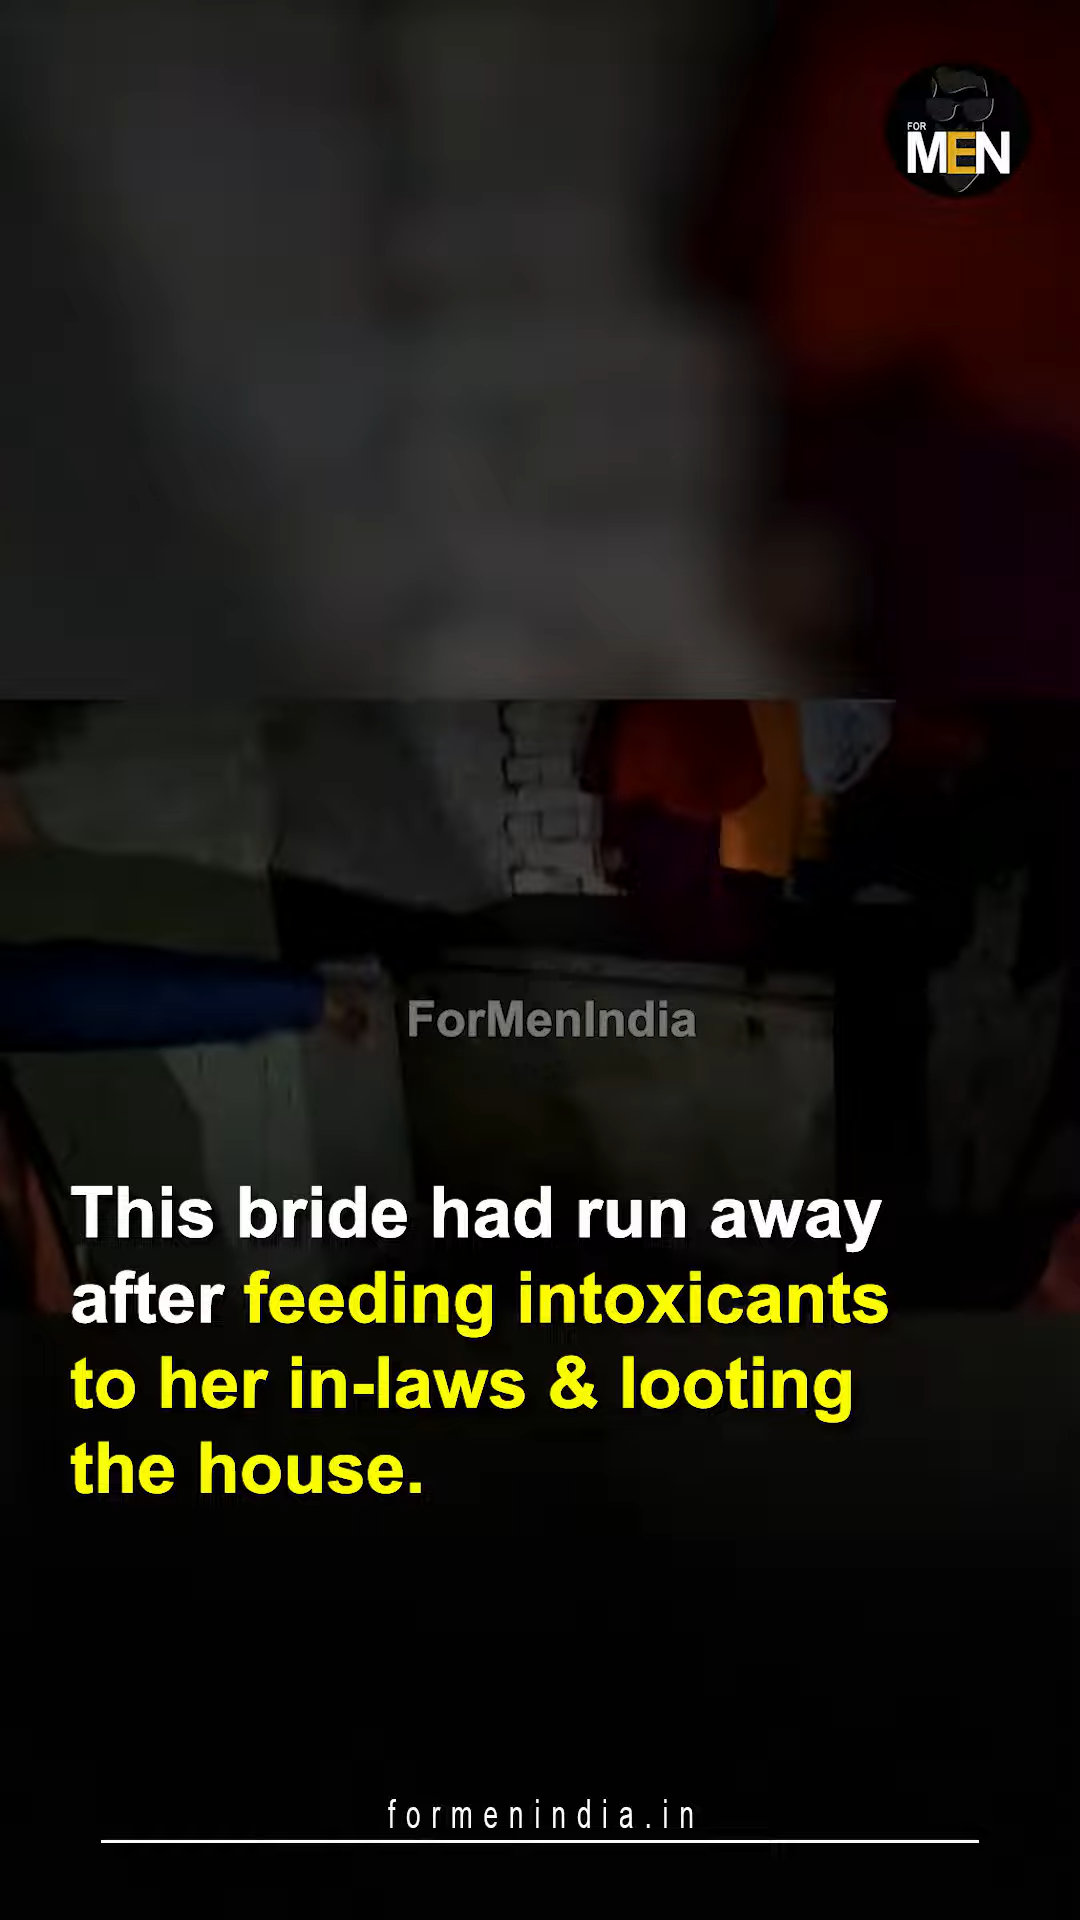 FOR
MEN
ForMenIndia
This bride had run away
after feeding intoxicants
to her in-laws & looting
the house.
formenindia.in